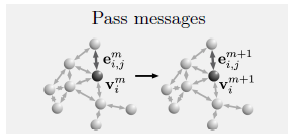 Pass messages
e^m_{i,j} e^{m+1}_{i,j}
v^m_i v^{m+1}_i